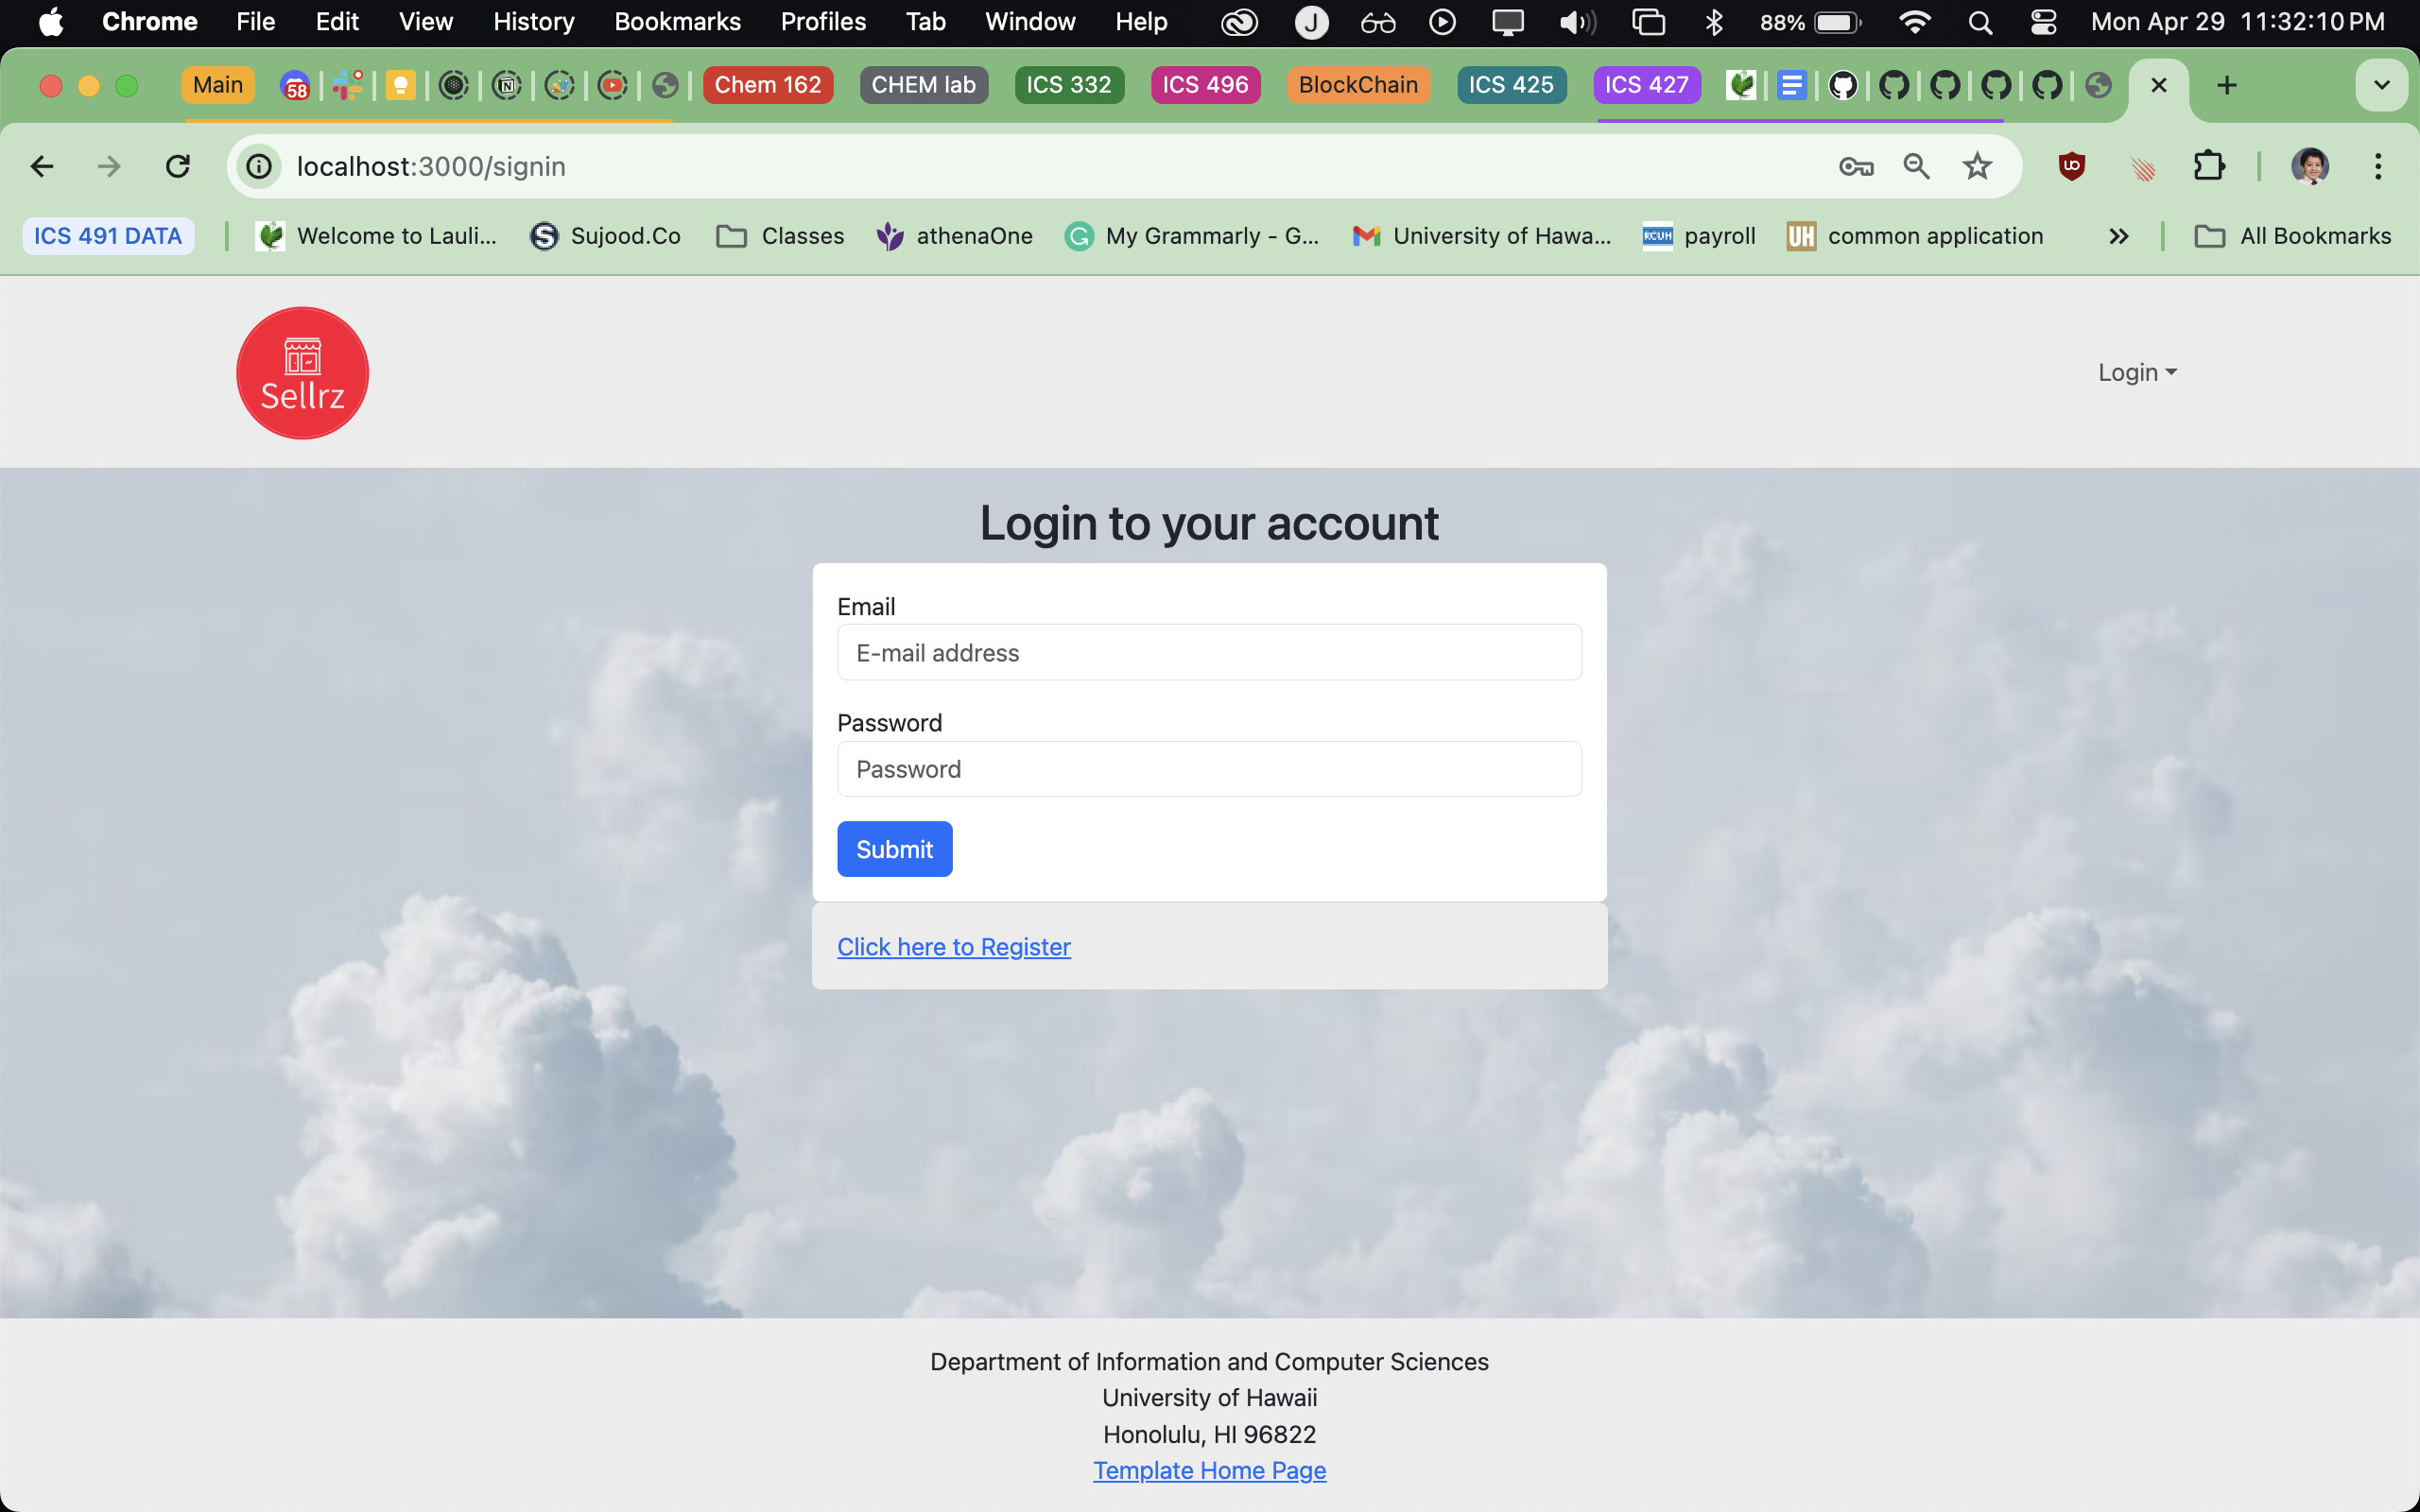 Chrome File Edit View History Bookmarks Profiles Tab Window Help J 88% Mon Apr 29 11:32:10 PM
Main 58 Chem 162 CHEM lab ICS 332 ICS 496 BlockChain ICS 425 ICS 427
localhost:3000/signin
ICS 491 DATA Welcome to Lauli... Sujood.Co Classes athenaOne My Grammarly - G... University of Hawa... RCUH payroll UH common application All Bookmarks
Sellrz
Login
Login to your account
Email
E-mail address
Password
Password
Submit
Click here to Register
Department of Information and Computer Sciences
University of Hawaii
Honolulu, HI 96822
Template Home Page